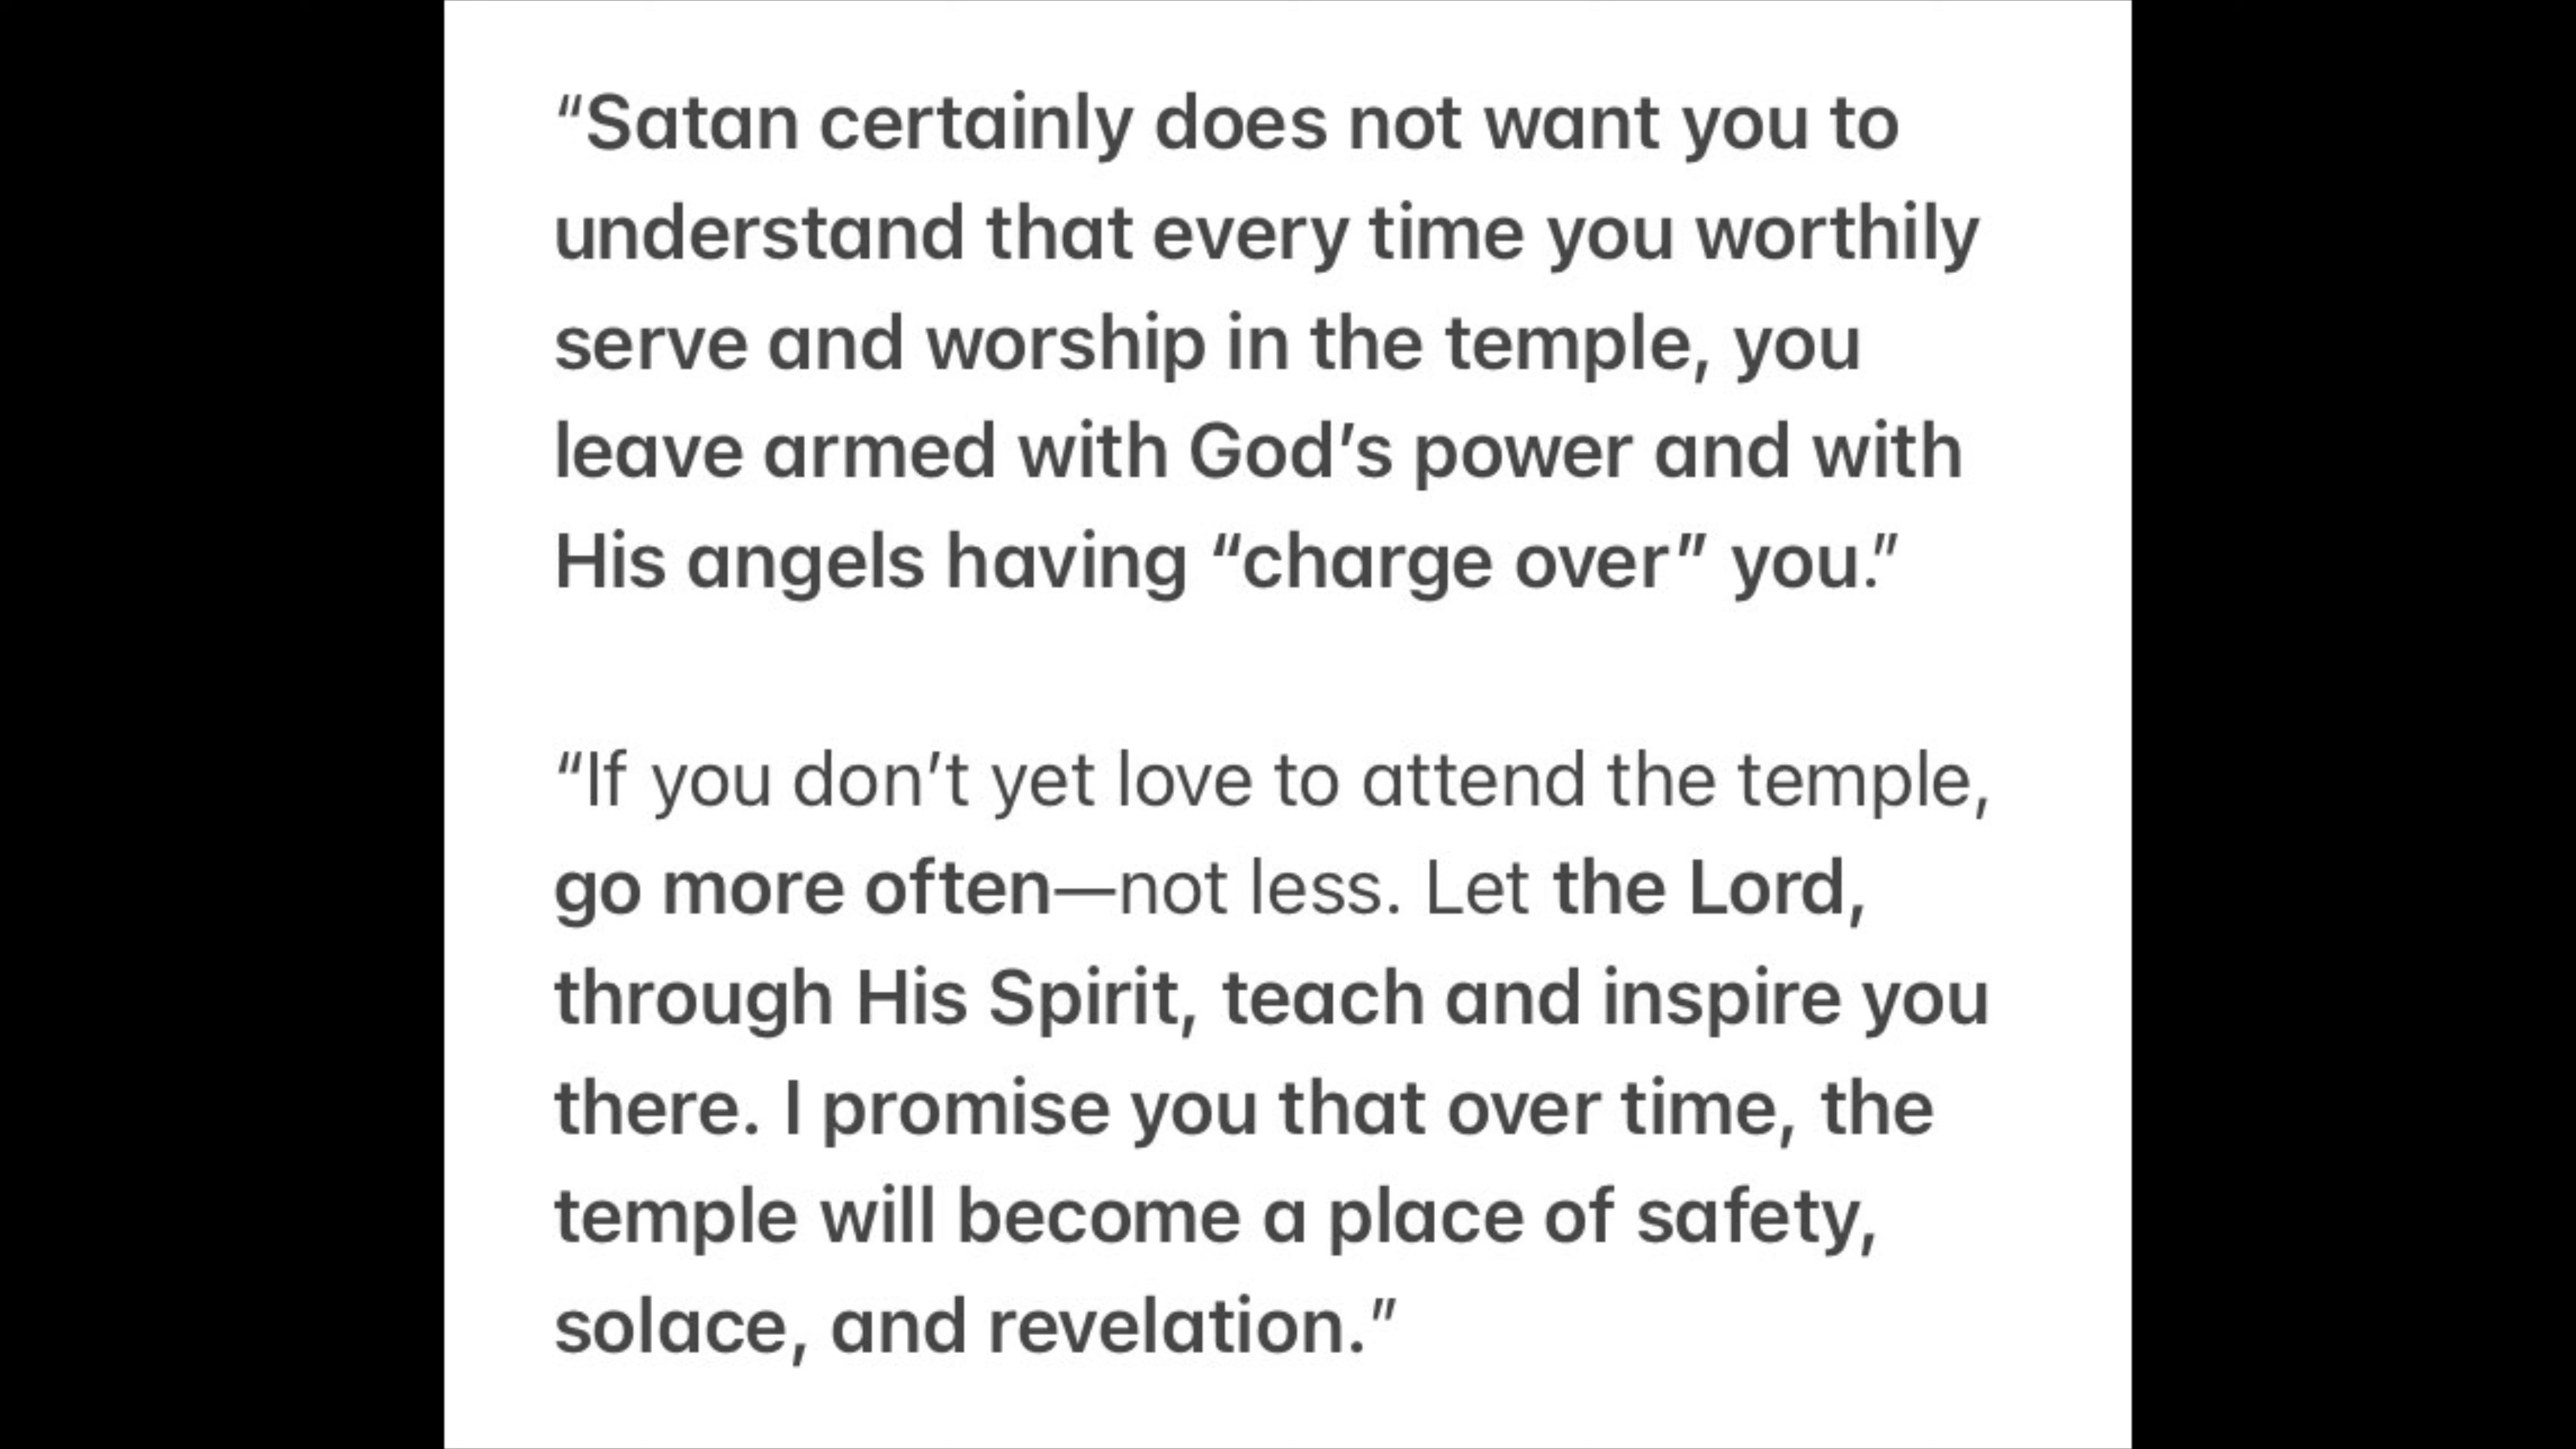 “Satan certainly does not want you to
understand that every time you worthily
serve and worship in the temple, you
leave armed with God’s power and with
His angels having “charge over” you.”
“If you don’t yet love to attend the temple,
go more often—not less. Let the Lord,
through His Spirit, teach and inspire you
there. I promise you that over time, the
temple will become a place of safety,
solace, and revelation.”